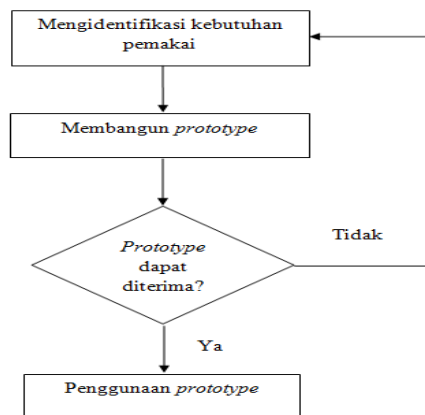 Mengidentifikasi kebutuhan
pemakai
Membangun prototype
Prototype
dapat
diterima?
Tidak
Ya
Penggunaan prototype